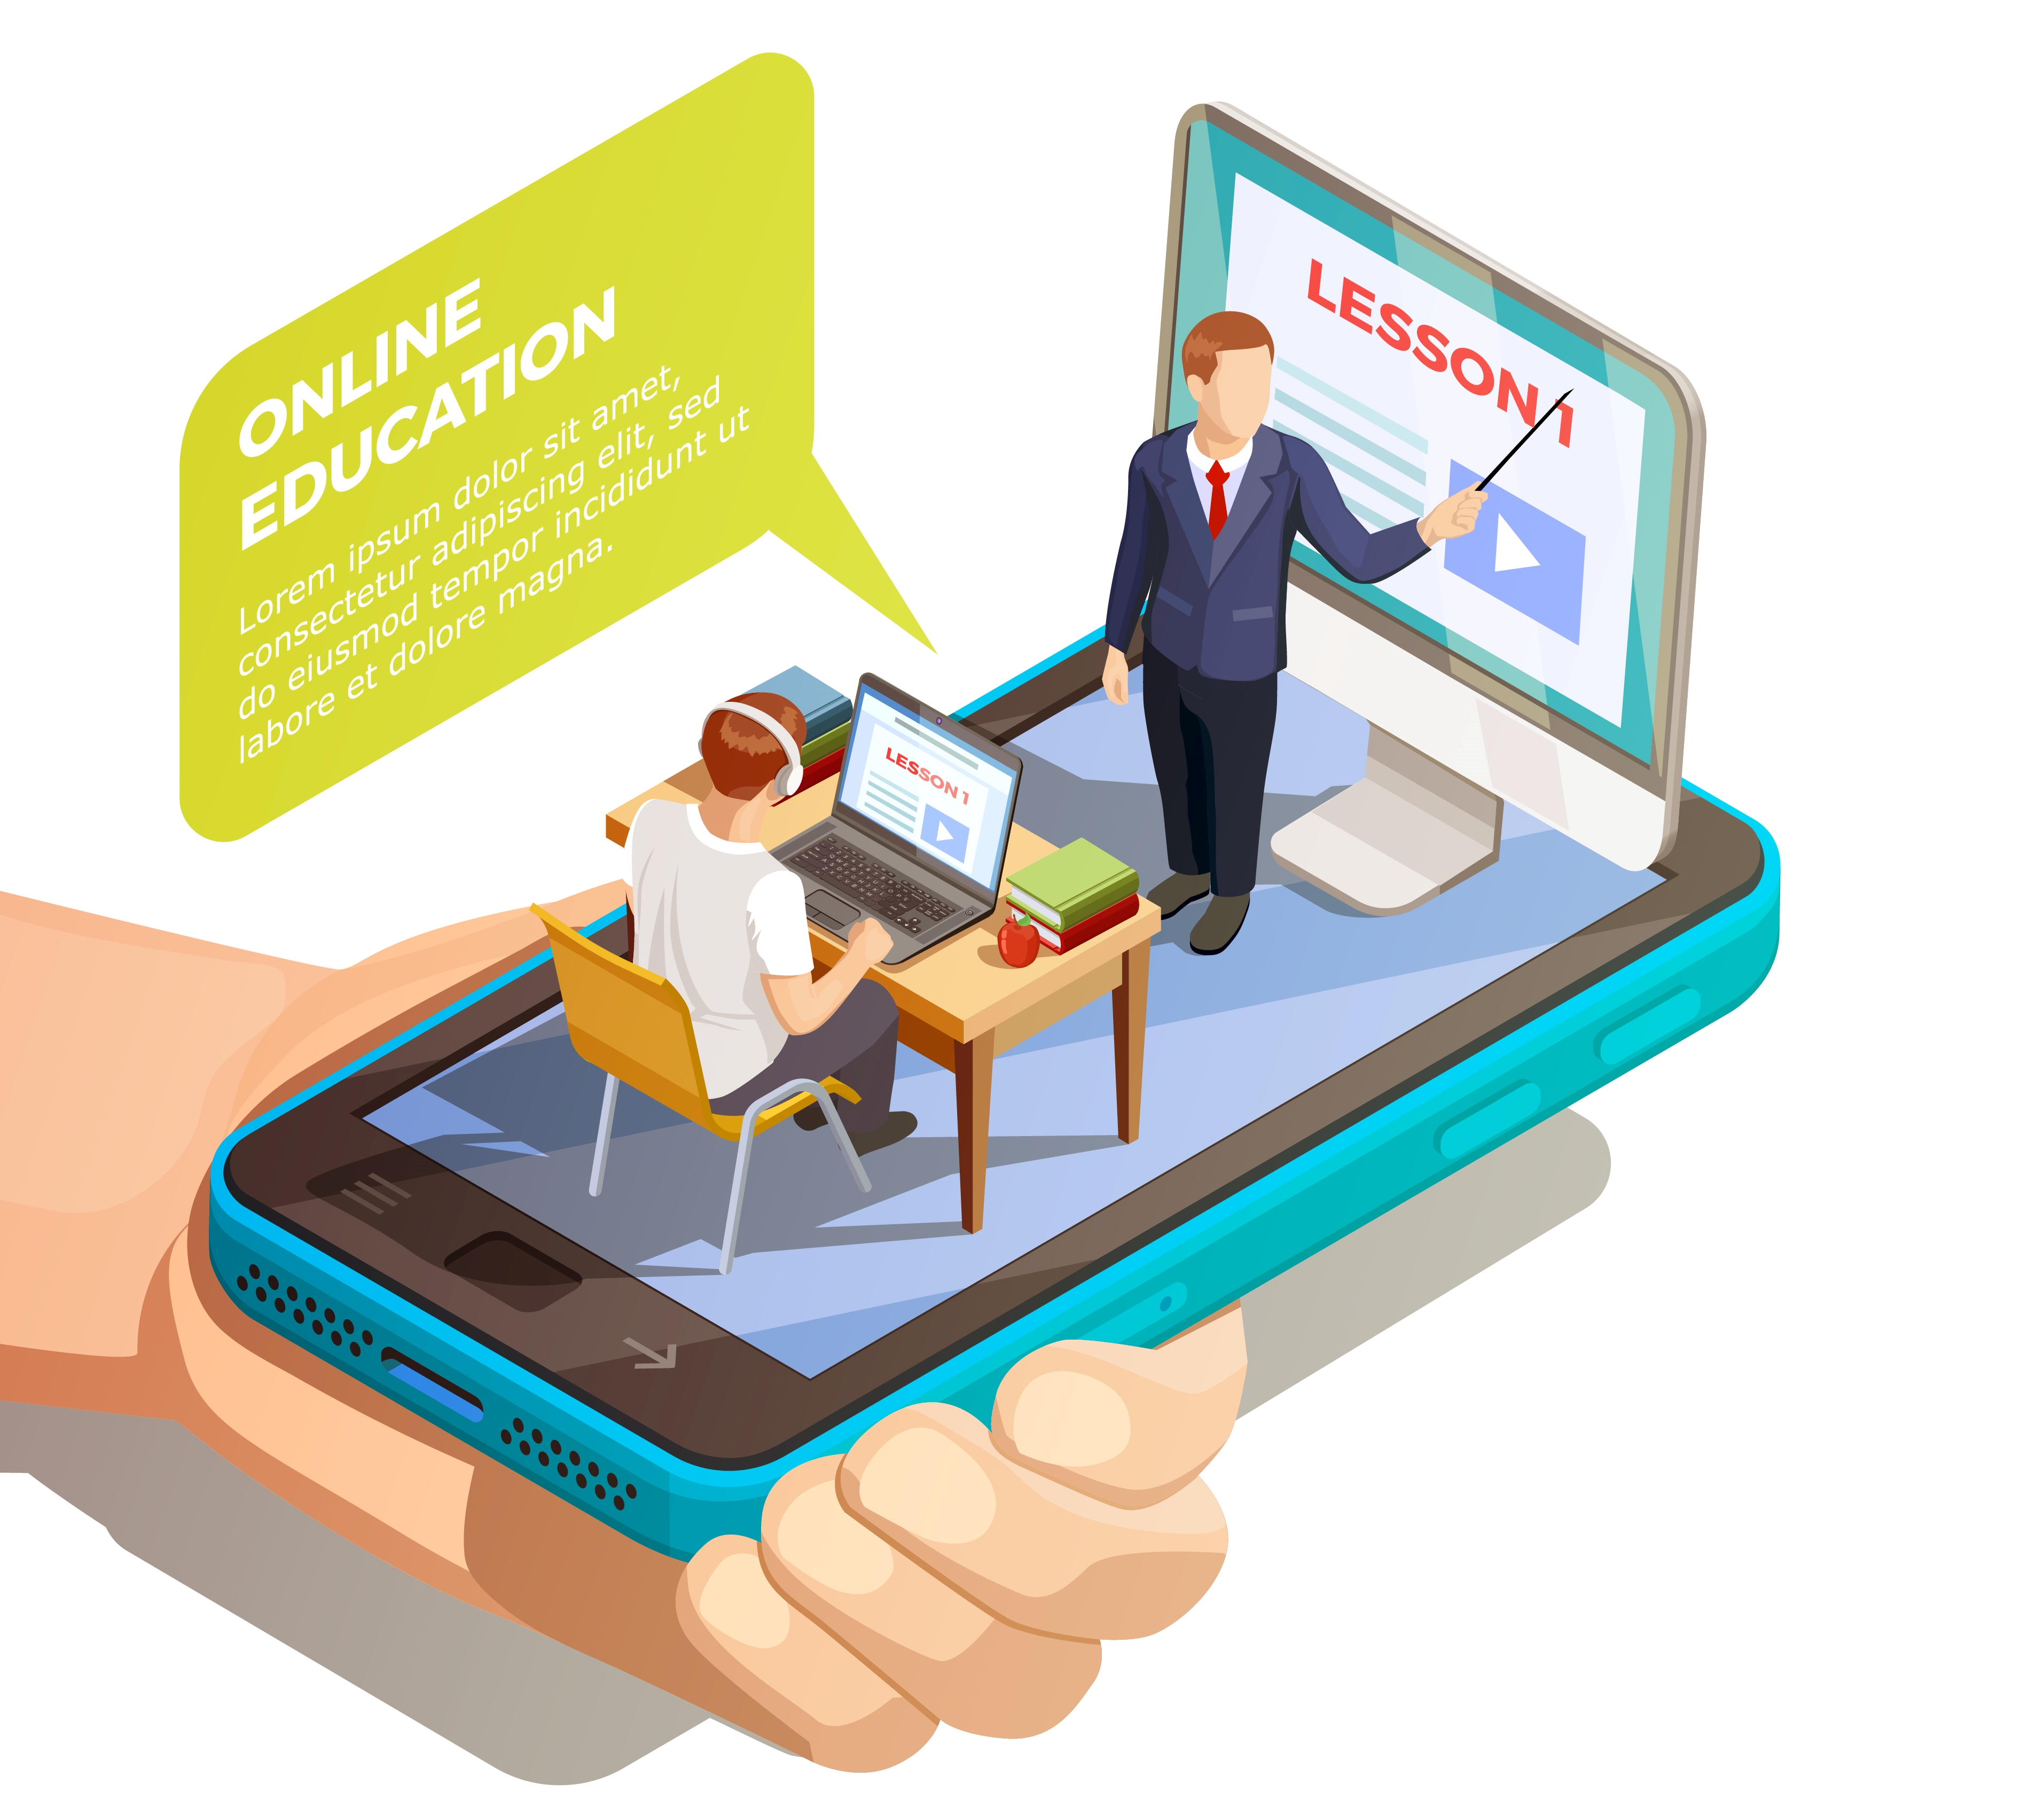 ONLINE
EDUCATION
Lorem ipsum dolor sit amet,
consectetur adipiscing elit, sed
do eiusmod tempor incididunt ut
labore et dolore magna.
LESSON 1
LESSON 1